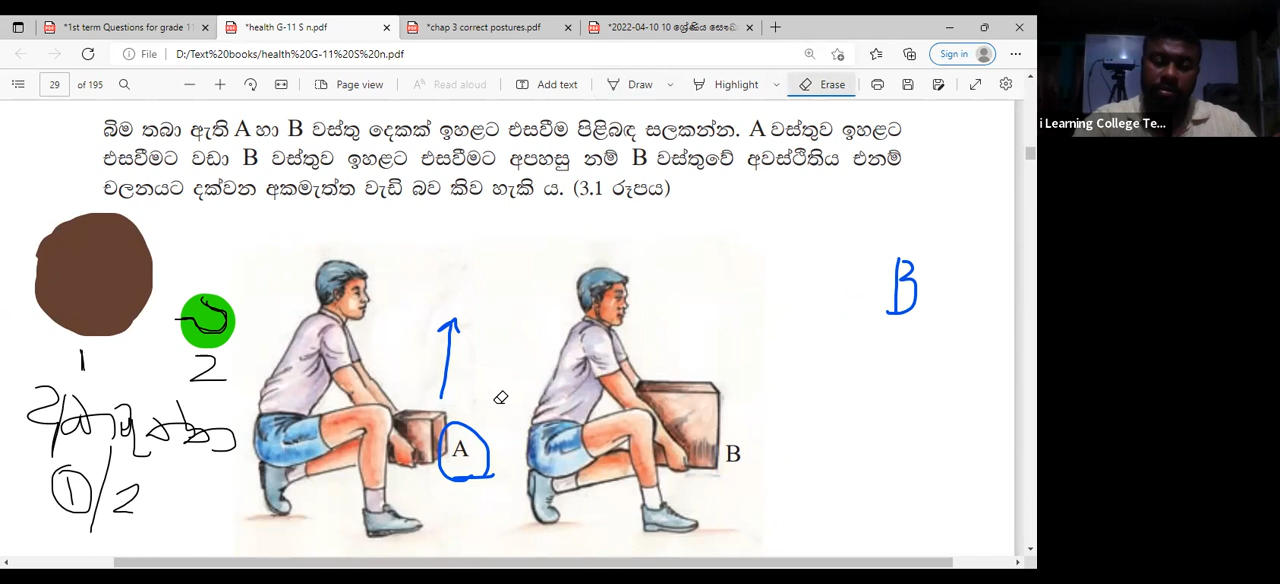 *1st term Questions for grade 11
*health G-11 S n.pdf
*chap 3 correct postures.pdf
*2022-04-10 10 ශ්‍රේණිය සෞඛ
File
D:/Text%20books/health%20G-11%20S%20n.pdf
Sign in
29 of 195
Page view
Read aloud
Add text
Draw
Highlight
Erase
i Learning College Te...
බිම තබා ඇති A හා B වස්තු දෙකක් ඉහළට එසවීම පිළිබඳ සලකන්න. A වස්තුව ඉහළට
එසවීමට වඩා B වස්තුව ඉහළට එසවීමට අපහසු නම් B වස්තුවේ අවස්ථිතිය එනම්
චලනයට දක්වන අකමැත්ත වැඩි බව කිව හැකි ය. (3.1 රූපය)
B
1
2
A
B
1/2